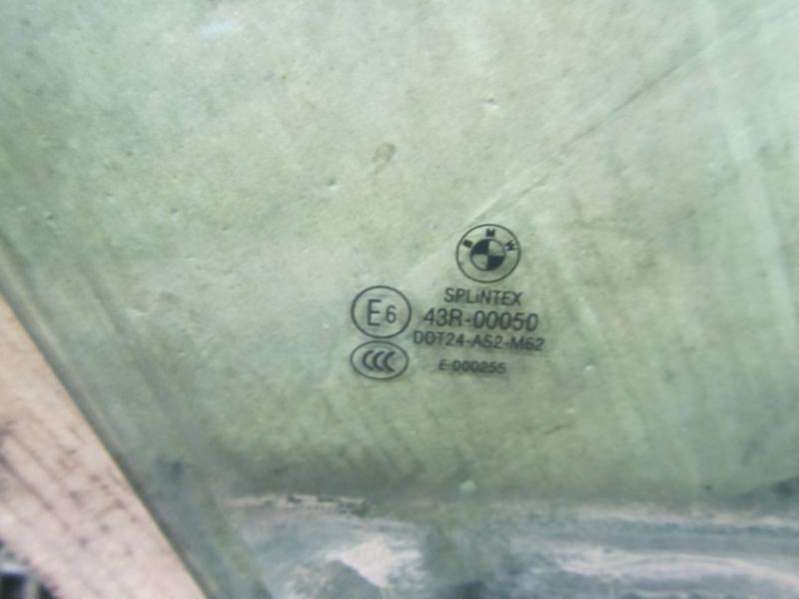 BMW
SPLiNTEX
E6 43R-00050
DOT24-AS2-M62
CCC E 000255